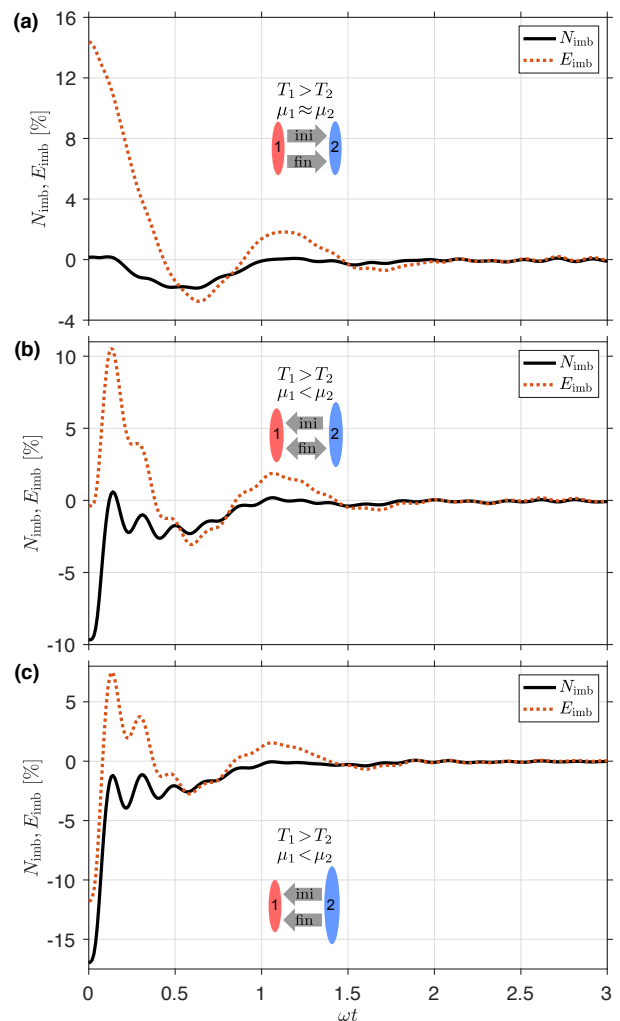 (a)
16
12
8
4
0
-4
N_imb, E_imb [%]
N_imb
E_imb
T_1 > T_2
μ_1 ≈ μ_2
1 ini 2
fin
(b)
10
5
0
-5
-10
N_imb, E_imb [%]
N_imb
E_imb
T_1 > T_2
μ_1 < μ_2
1 ini 2
fin
(c)
5
0
-5
-10
-15
N_imb, E_imb [%]
N_imb
E_imb
T_1 > T_2
μ_1 < μ_2
1 ini 2
fin
0 0.5 1 1.5 2 2.5 3
ωt